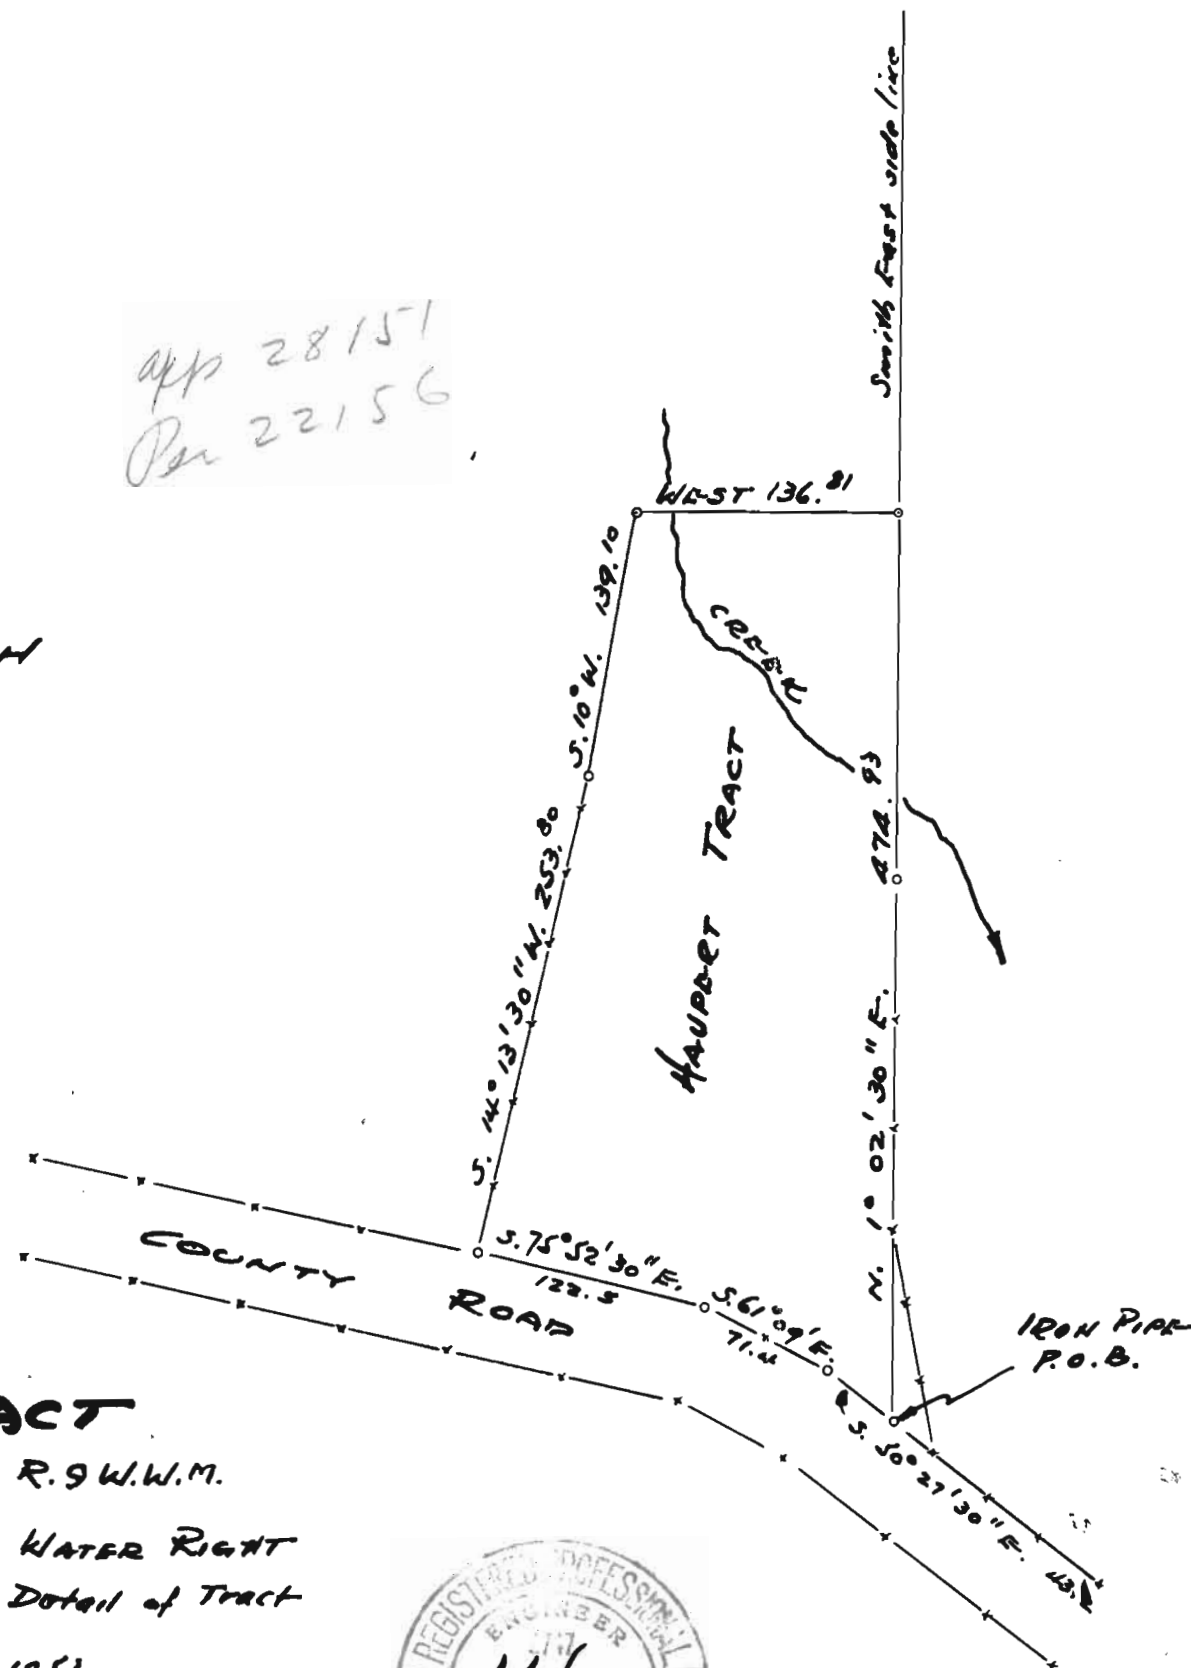 Smith East side line
app 28151
Per 22156
WEST 136.81
S. 10° W. 139.10
CREEK
HAUPERT TRACT
474.93
N. 1° 02' 30" E.
S. 14° 13' 30" W. 253.80
COUNTY ROAD
S. 75° 52' 30" E.
122.5
S. 61° 09' E.
71.4
IRON PIPE
P.O.B.
S. 50° 27' 30" E. 43.2
ACT
R. 9 W. W. M.
WATER RIGHT
Detail of Tract
REGISTERED PROFESSIONAL
ENGINEER